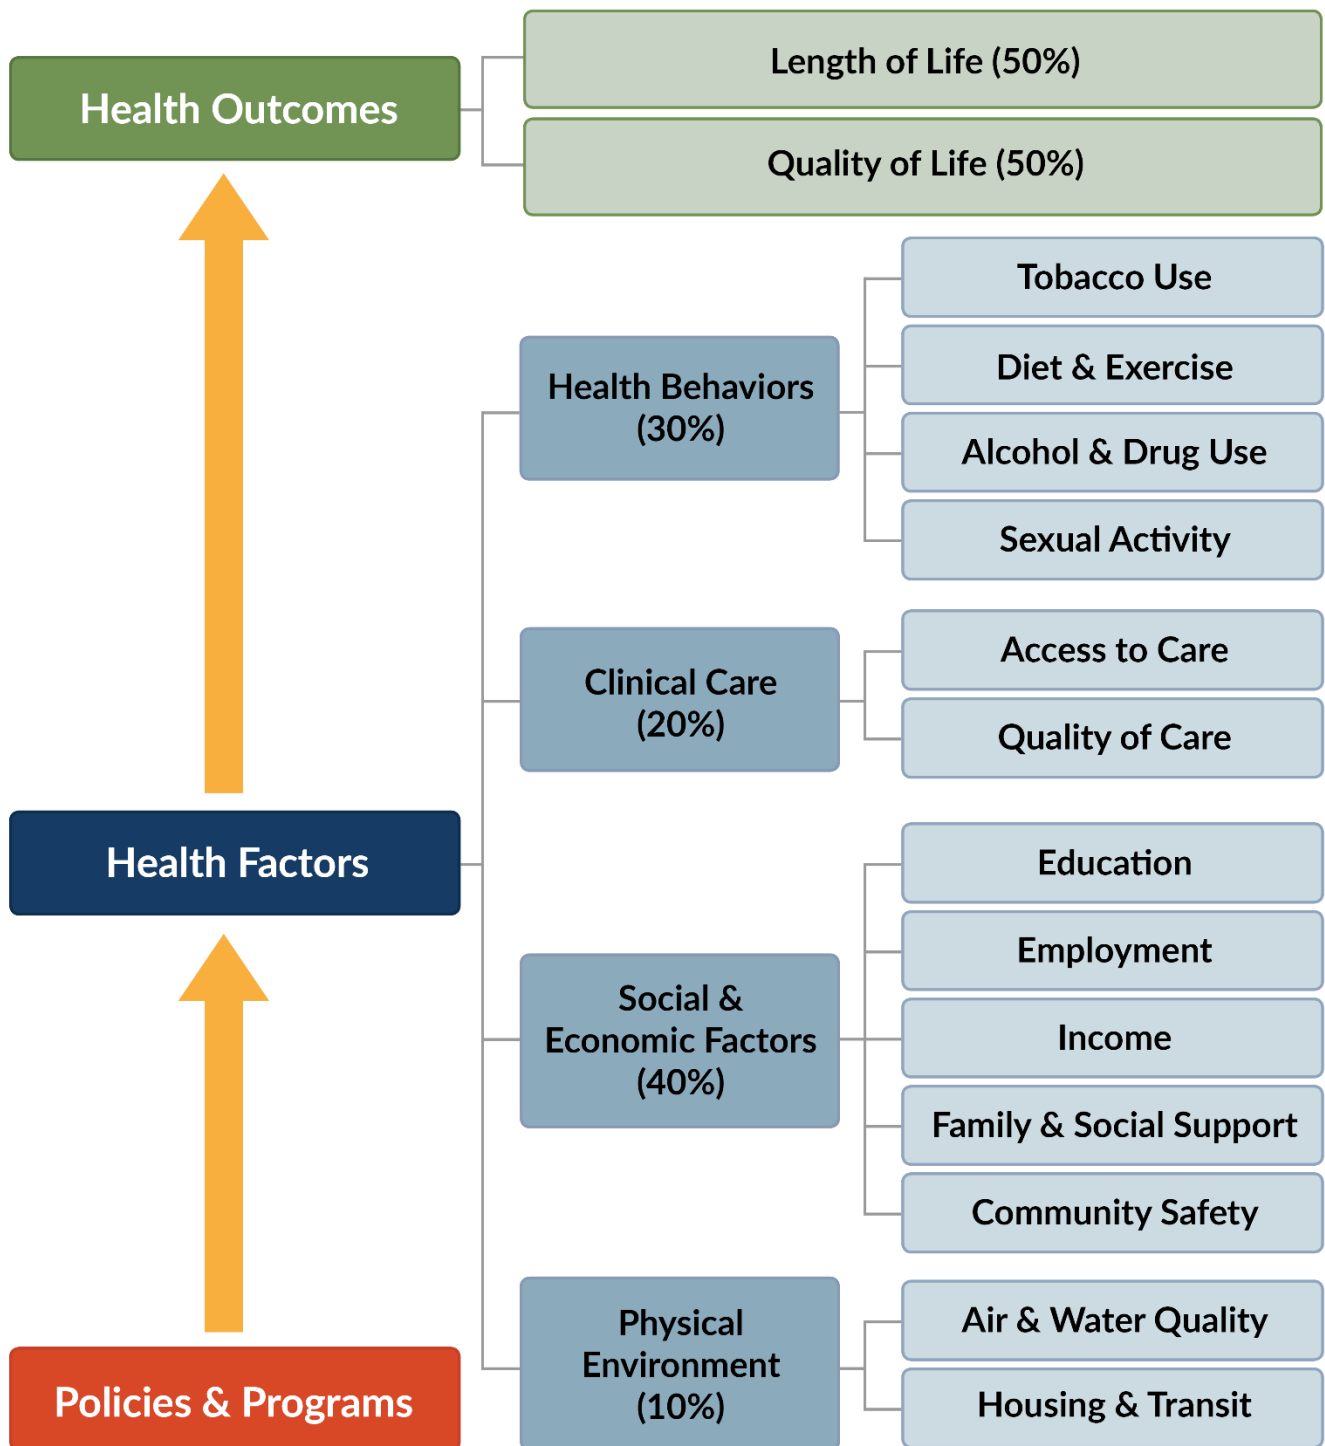 Health Outcomes
Length of Life (50%)
Quality of Life (50%)
Health Factors
Health Behaviors
(30%)
Tobacco Use
Diet & Exercise
Alcohol & Drug Use
Sexual Activity
Clinical Care
(20%)
Access to Care
Quality of Care
Social &
Economic Factors
(40%)
Education
Employment
Income
Family & Social Support
Community Safety
Physical
Environment
(10%)
Air & Water Quality
Housing & Transit
Policies & Programs